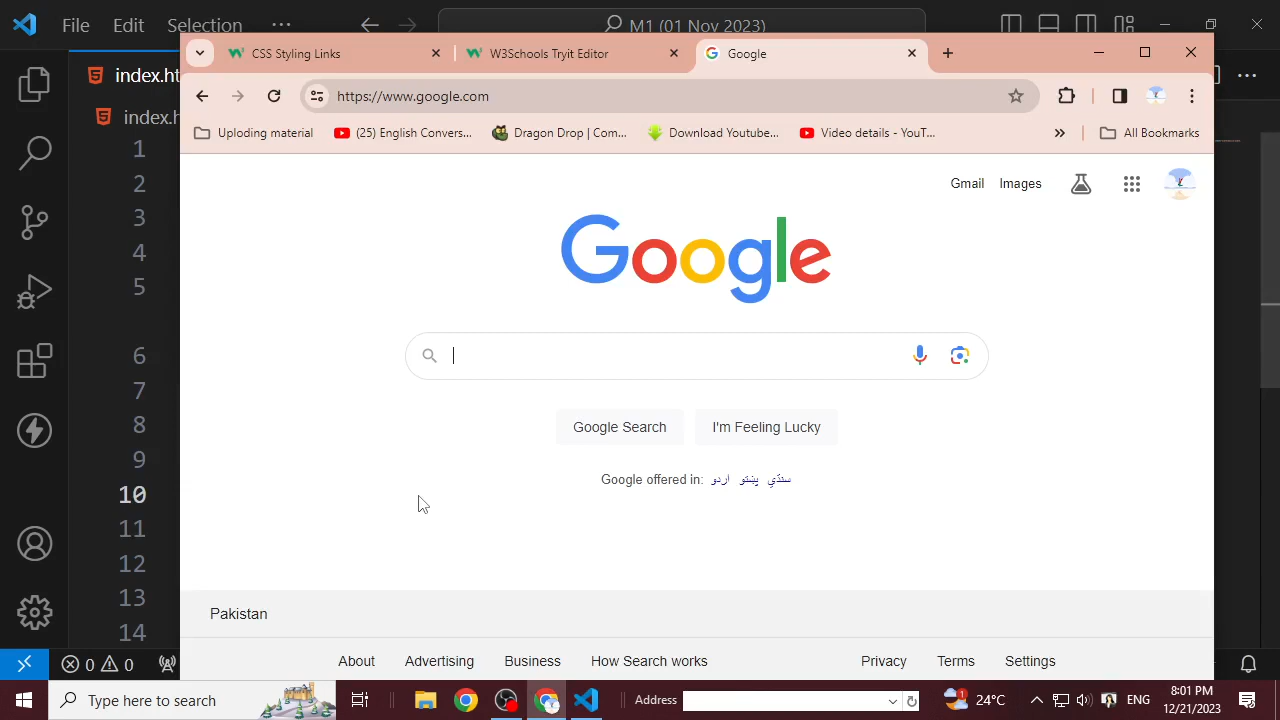 File Edit Selection ··· M1 (01 Nov 2023)
CSS Styling Links
W3Schools Tryit Editor
Google
index.ht
https://www.google.com
index.h
Uploding material
(25) English Convers...
Dragon Drop | Com...
Download Youtube...
Video details - YouT...
All Bookmarks
1
2
3
4
5
6
7
8
9
10
11
12
13
14
Gmail Images
Google
Google Search
I'm Feeling Lucky
Google offered in: اردو پښتو سنڌي
Pakistan
About Advertising Business How Search works Privacy Terms Settings
0 0
Type here to search
Address
1
24°C
ENG
8:01 PM
12/21/2023